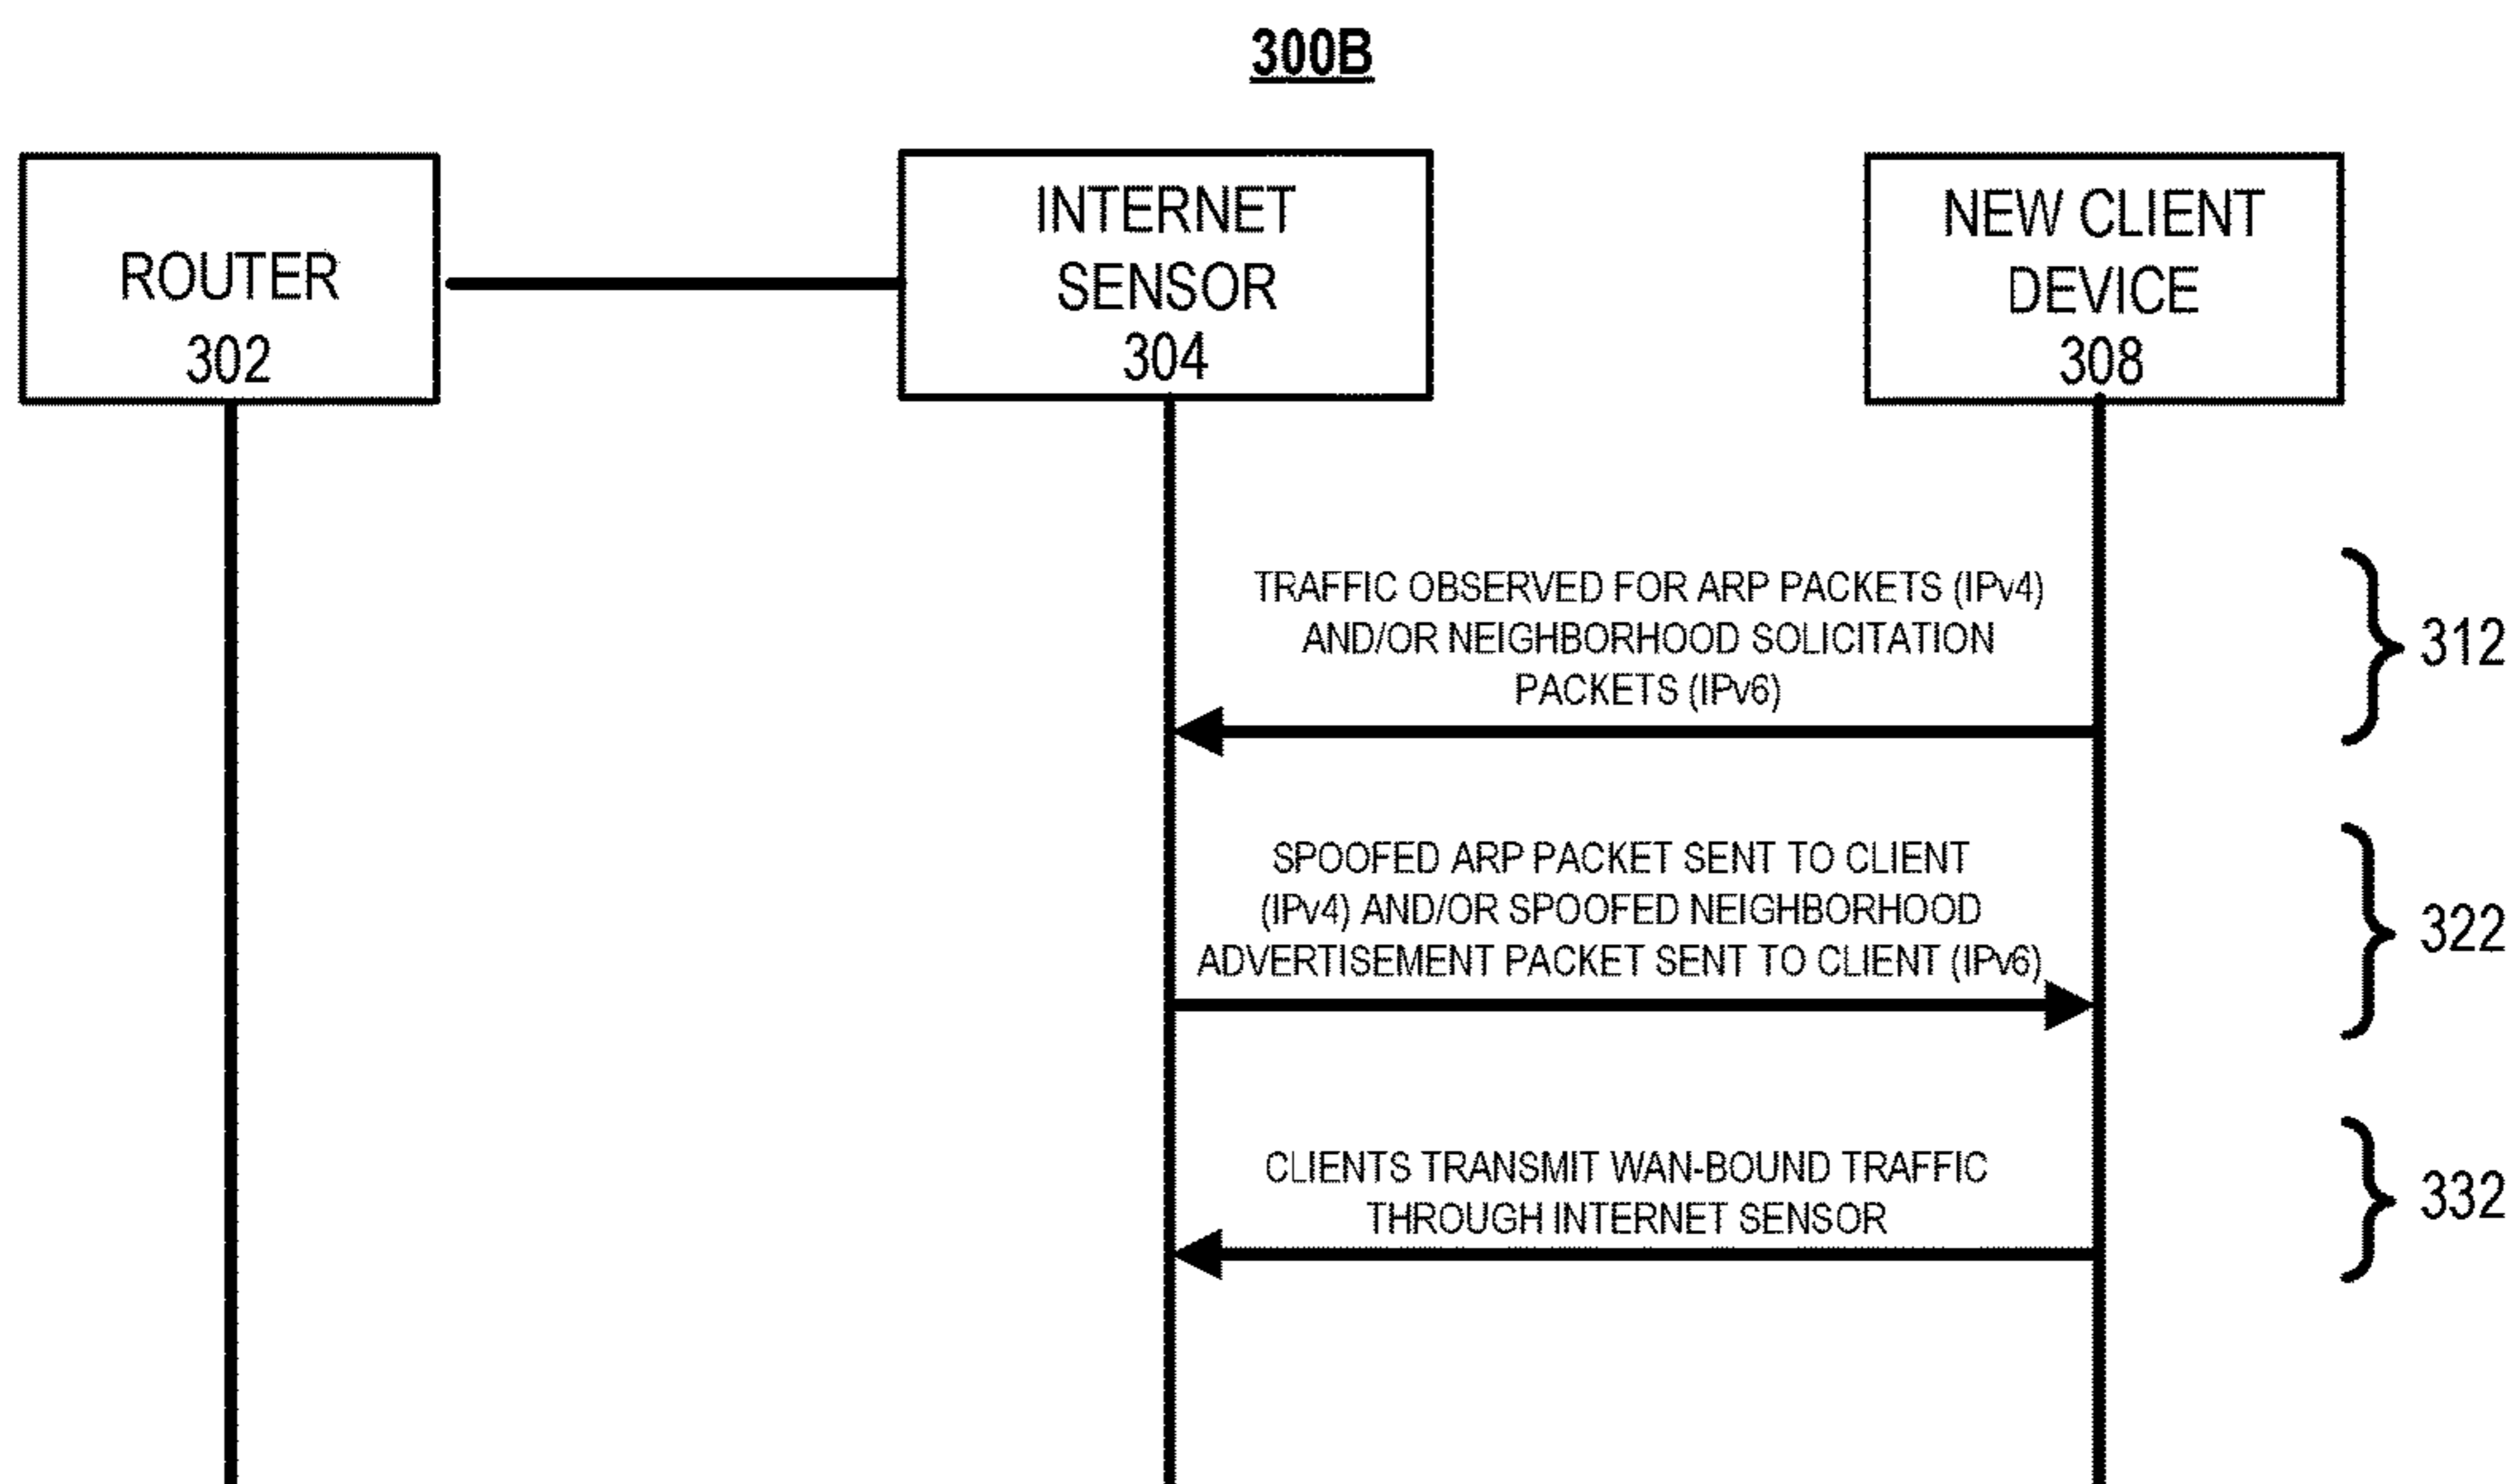 300B
ROUTER
302
INTERNET
SENSOR
304
NEW CLIENT
DEVICE
308
TRAFFIC OBSERVED FOR ARP PACKETS (IPv4)
AND/OR NEIGHBORHOOD SOLICITATION
PACKETS (IPv6)
312
SPOOFED ARP PACKET SENT TO CLIENT
(IPv4) AND/OR SPOOFED NEIGHBORHOOD
ADVERTISEMENT PACKET SENT TO CLIENT (IPv6)
322
CLIENTS TRANSMIT WAN-BOUND TRAFFIC
THROUGH INTERNET SENSOR
332